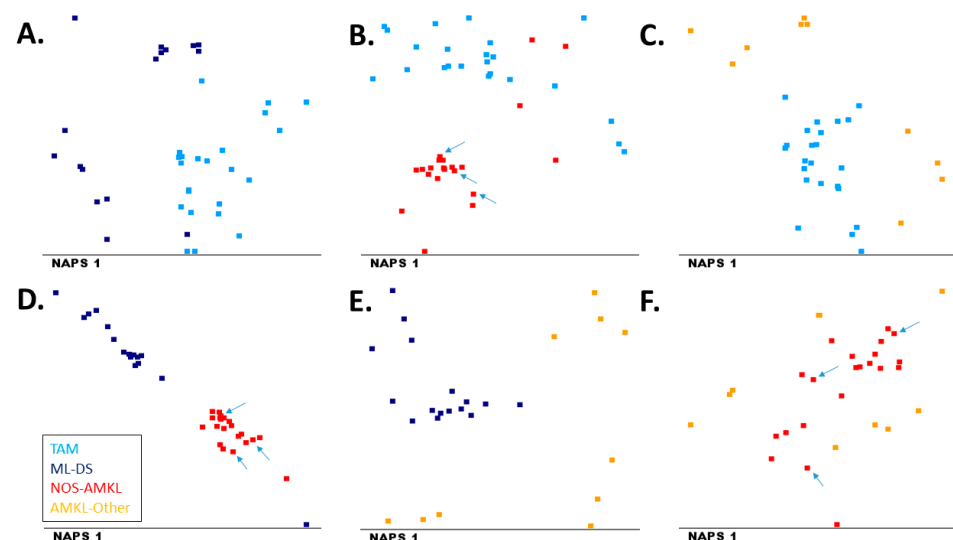 A.
B.
C.
NAPS 1
NAPS 1
NAPS 1
D.
E.
F.
TAM
ML-DS
NOS-AMKL
AMKL-Other
NAPS 1
NAPS 1
NAPS 1